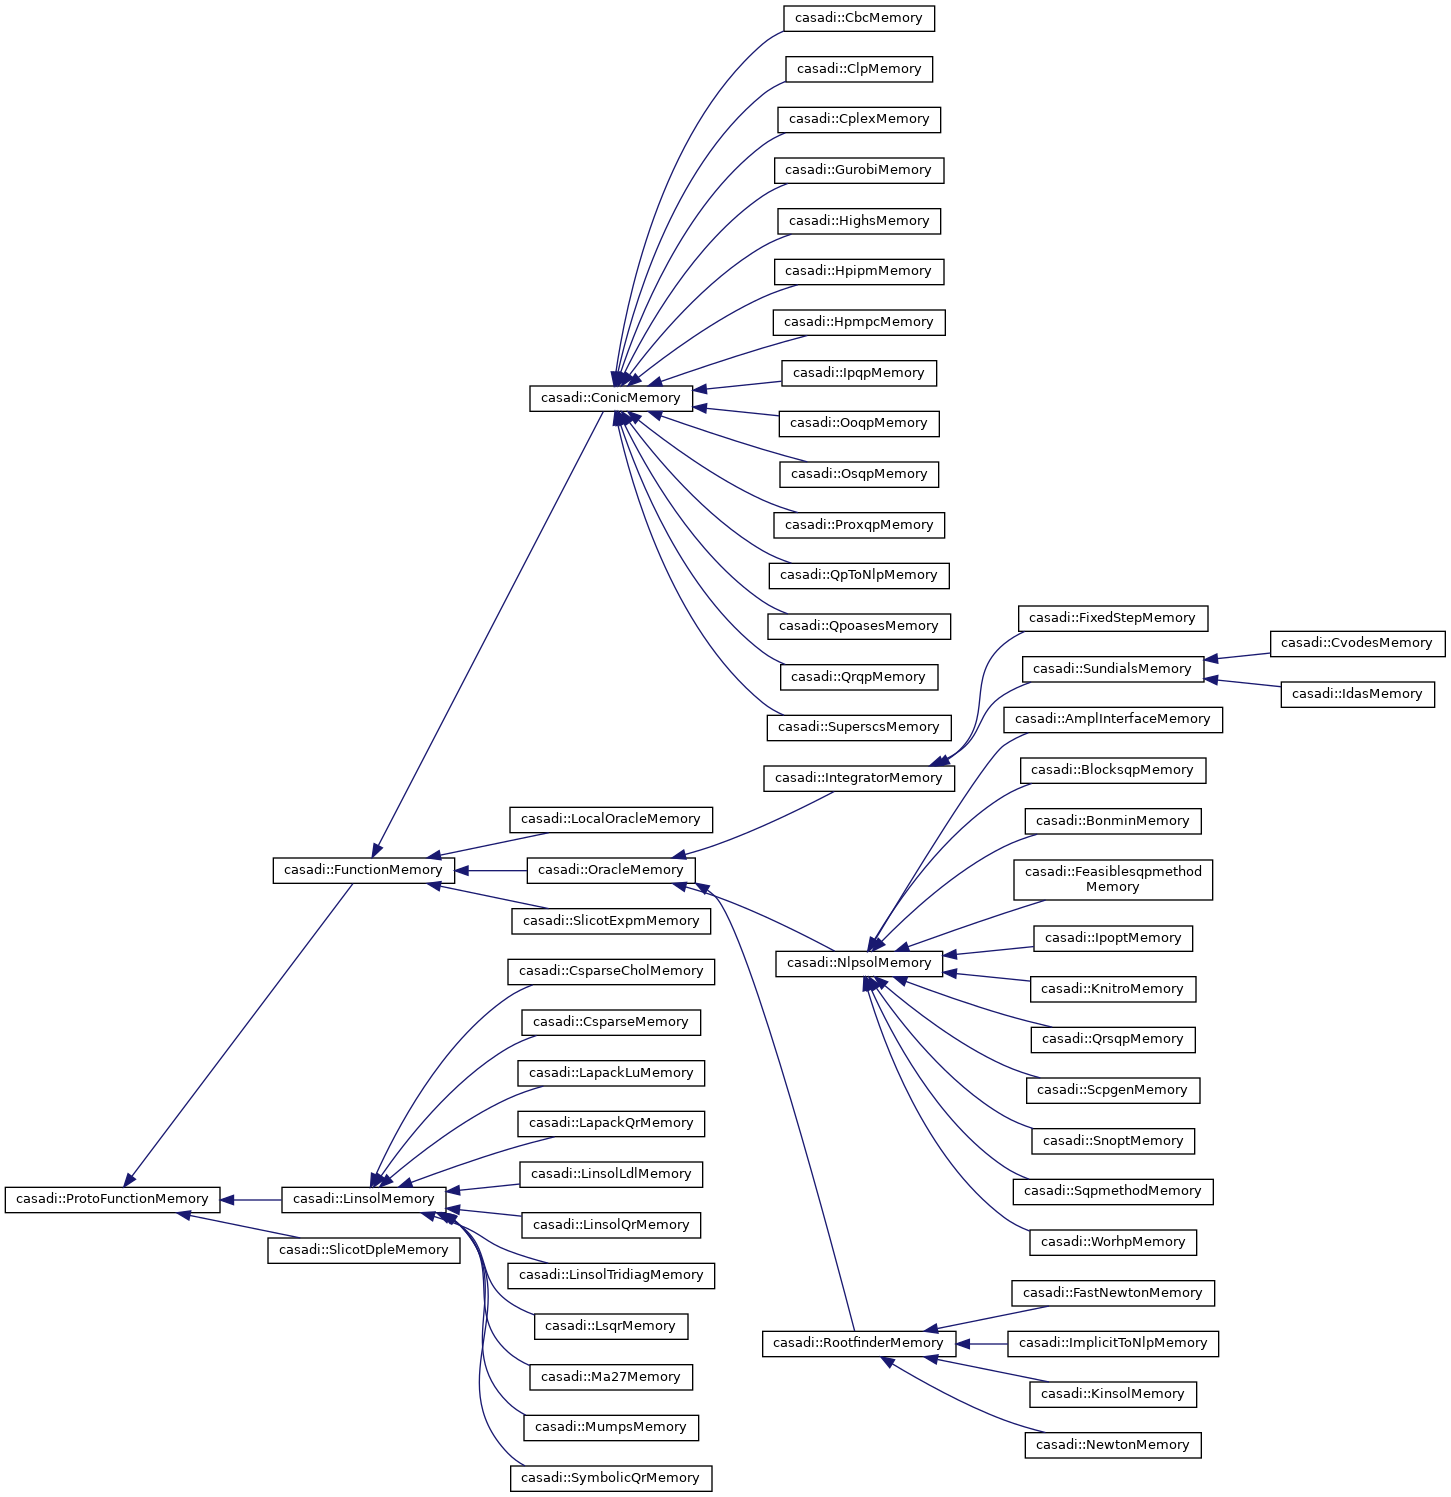 casadi::CbcMemory
casadi::ClpMemory
casadi::CplexMemory
casadi::GurobiMemory
casadi::HighsMemory
casadi::HpipmMemory
casadi::HpmpcMemory
casadi::IpqpMemory
casadi::ConicMemory
casadi::OoqpMemory
casadi::OsqpMemory
casadi::ProxqpMemory
casadi::QpToNlpMemory
casadi::QpoasesMemory
casadi::QrqpMemory
casadi::SuperscsMemory
casadi::FixedStepMemory
casadi::SundialsMemory
casadi::CvodesMemory
casadi::IdasMemory
casadi::AmplInterfaceMemory
casadi::IntegratorMemory
casadi::BlocksqpMemory
casadi::LocalOracleMemory
casadi::BonminMemory
casadi::FunctionMemory
casadi::OracleMemory
casadi::Feasiblesqpmethod
Memory
casadi::SlicotExpmMemory
casadi::IpoptMemory
casadi::NlpsolMemory
casadi::CsparseCholMemory
casadi::KnitroMemory
casadi::CsparseMemory
casadi::QrsqpMemory
casadi::LapackLuMemory
casadi::ScpgenMemory
casadi::LapackQrMemory
casadi::SnoptMemory
casadi::LinsolLdlMemory
casadi::SqpmethodMemory
casadi::ProtoFunctionMemory
casadi::LinsolMemory
casadi::LinsolQrMemory
casadi::WorhpMemory
casadi::SlicotDpleMemory
casadi::LinsolTridiagMemory
casadi::FastNewtonMemory
casadi::LsqrMemory
casadi::RootfinderMemory
casadi::ImplicitToNlpMemory
casadi::Ma27Memory
casadi::KinsolMemory
casadi::MumpsMemory
casadi::NewtonMemory
casadi::SymbolicQrMemory